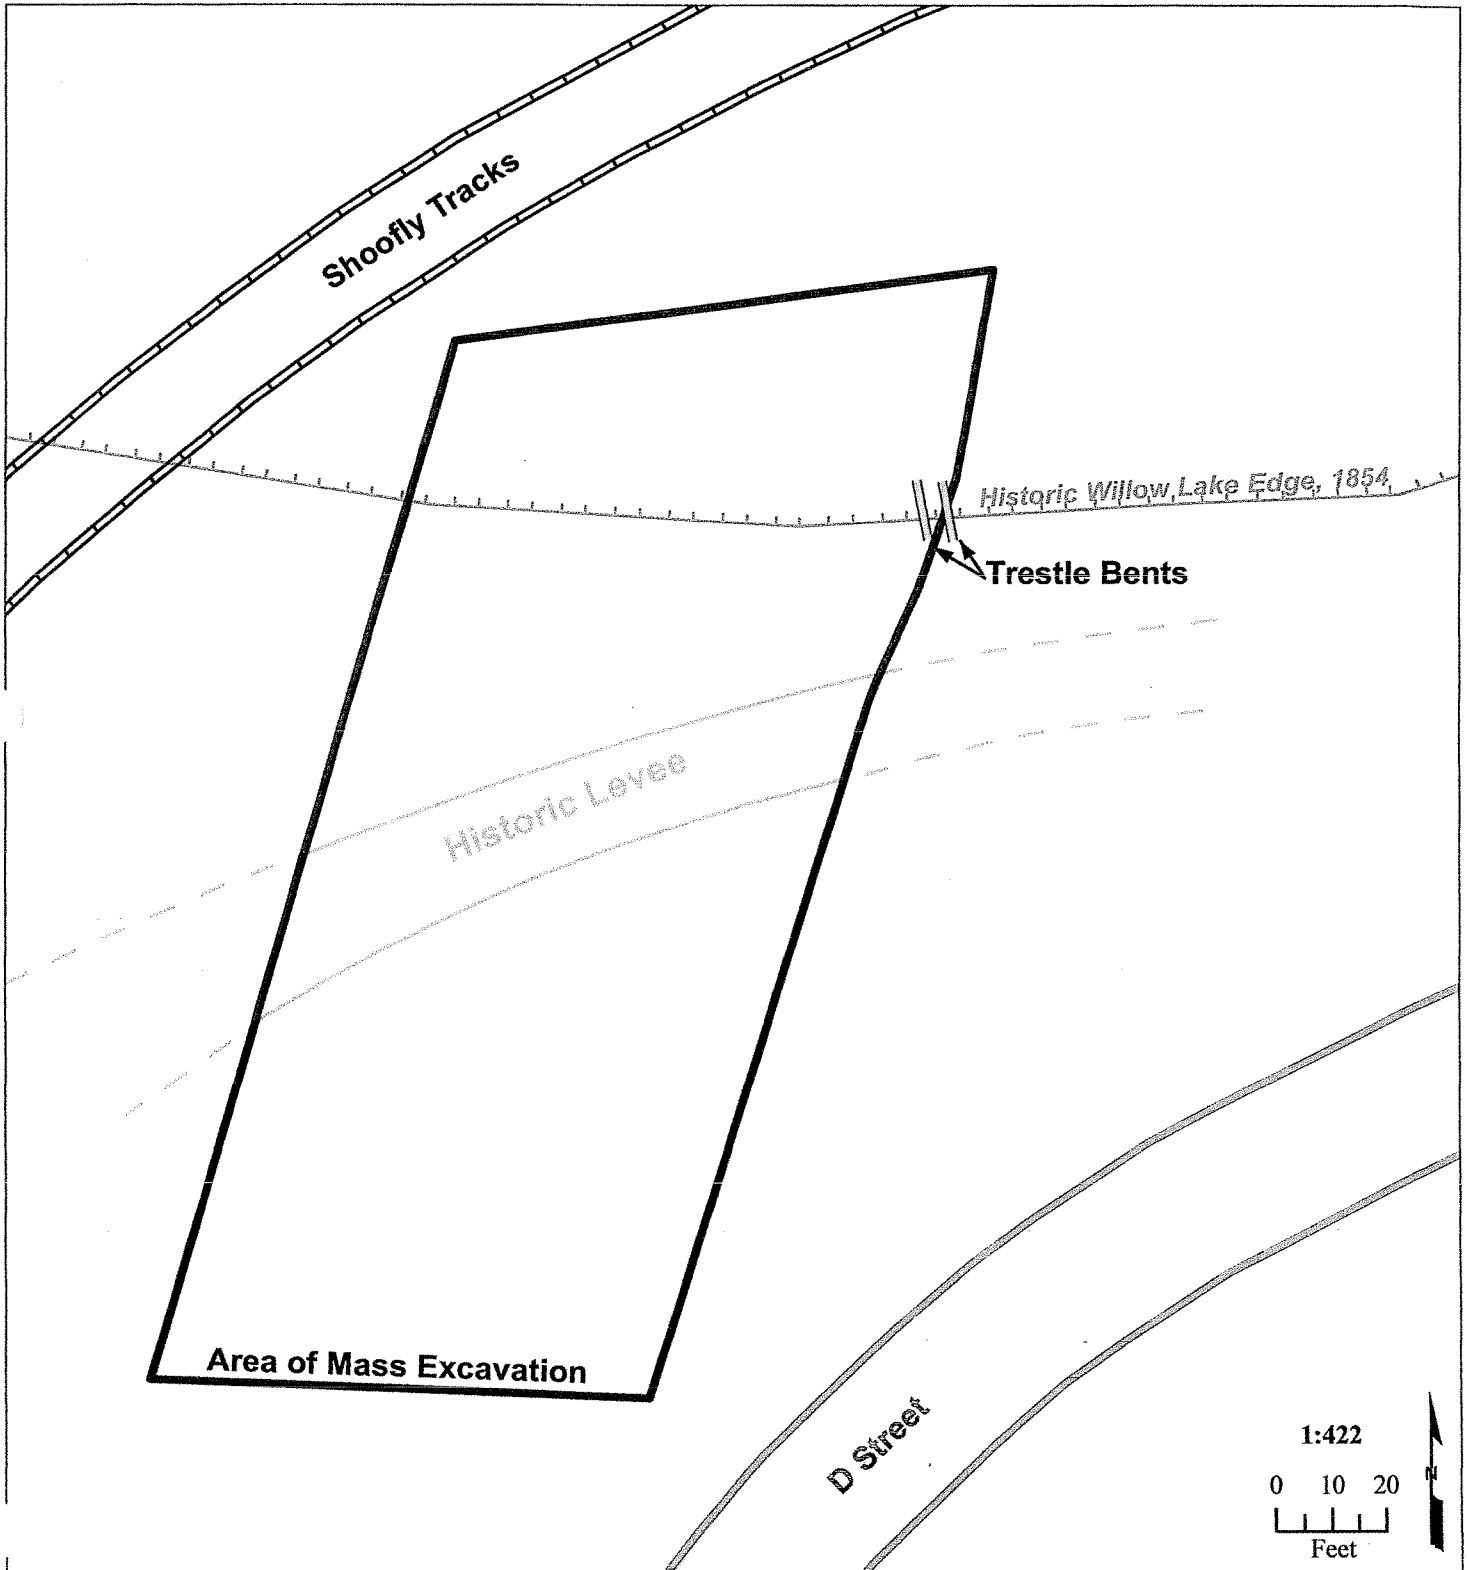 Shoofly Tracks
Historic Willow Lake Edge, 1854
Trestle Bents
Historic Levee
Area of Mass Excavation
D Street
1:422
0 10 20
Feet
N